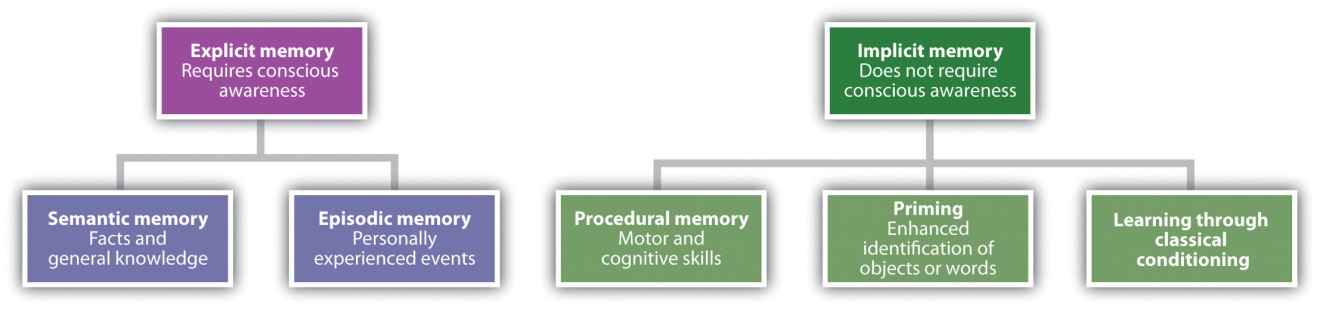 Explicit memory
Requires conscious
awareness
Implicit memory
Does not require
conscious awareness
Semantic memory
Facts and
general knowledge
Episodic memory
Personally
experienced events
Procedural memory
Motor and
cognitive skills
Priming
Enhanced
identification of
objects or words
Learning through
classical
conditioning